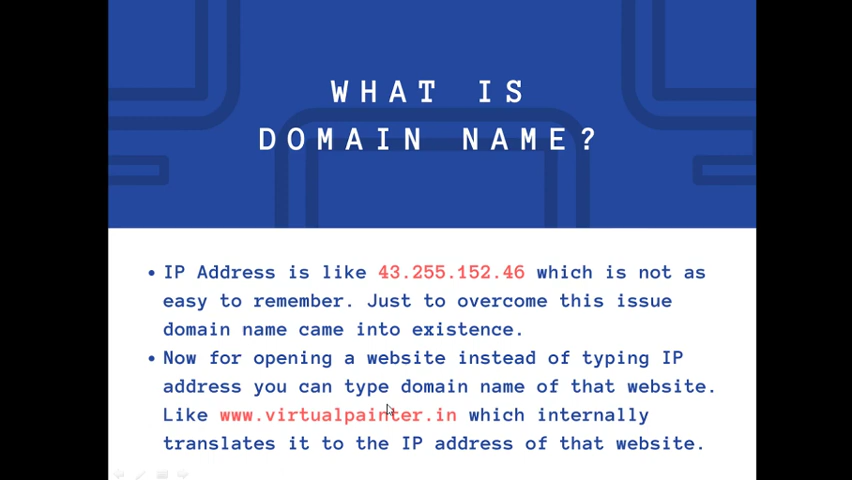 WHAT IS
DOMAIN NAME?
• IP Address is like 43.255.152.46 which is not as
easy to remember. Just to overcome this issue
domain name came into existence.
• Now for opening a website instead of typing IP
address you can type domain name of that website.
Like www.virtualpainter.in which internally
translates it to the IP address of that website.